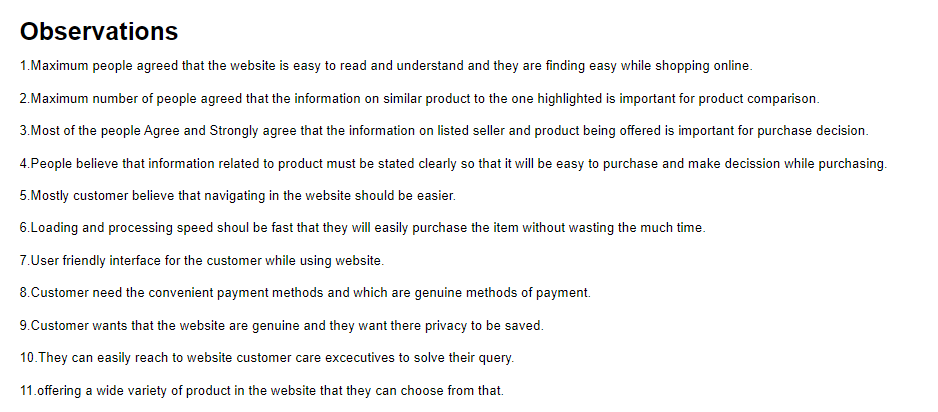 Observations
1.Maximum people agreed that the website is easy to read and understand and they are finding easy while shopping online.
2.Maximum number of people agreed that the information on similar product to the one highlighted is important for product comparison.
3.Most of the people Agree and Strongly agree that the information on listed seller and product being offered is important for purchase decision.
4.People believe that information related to product must be stated clearly so that it will be easy to purchase and make decission while purchasing.
5.Mostly customer believe that navigating in the website should be easier.
6.Loading and processing speed shoul be fast that they will easily purchase the item without wasting the much time.
7.User friendly interface for the customer while using website.
8.Customer need the convenient payment methods and which are genuine methods of payment.
9.Customer wants that the website are genuine and they want there privacy to be saved.
10.They can easily reach to website customer care excecutives to solve their query.
11.offering a wide variety of product in the website that they can choose from that.